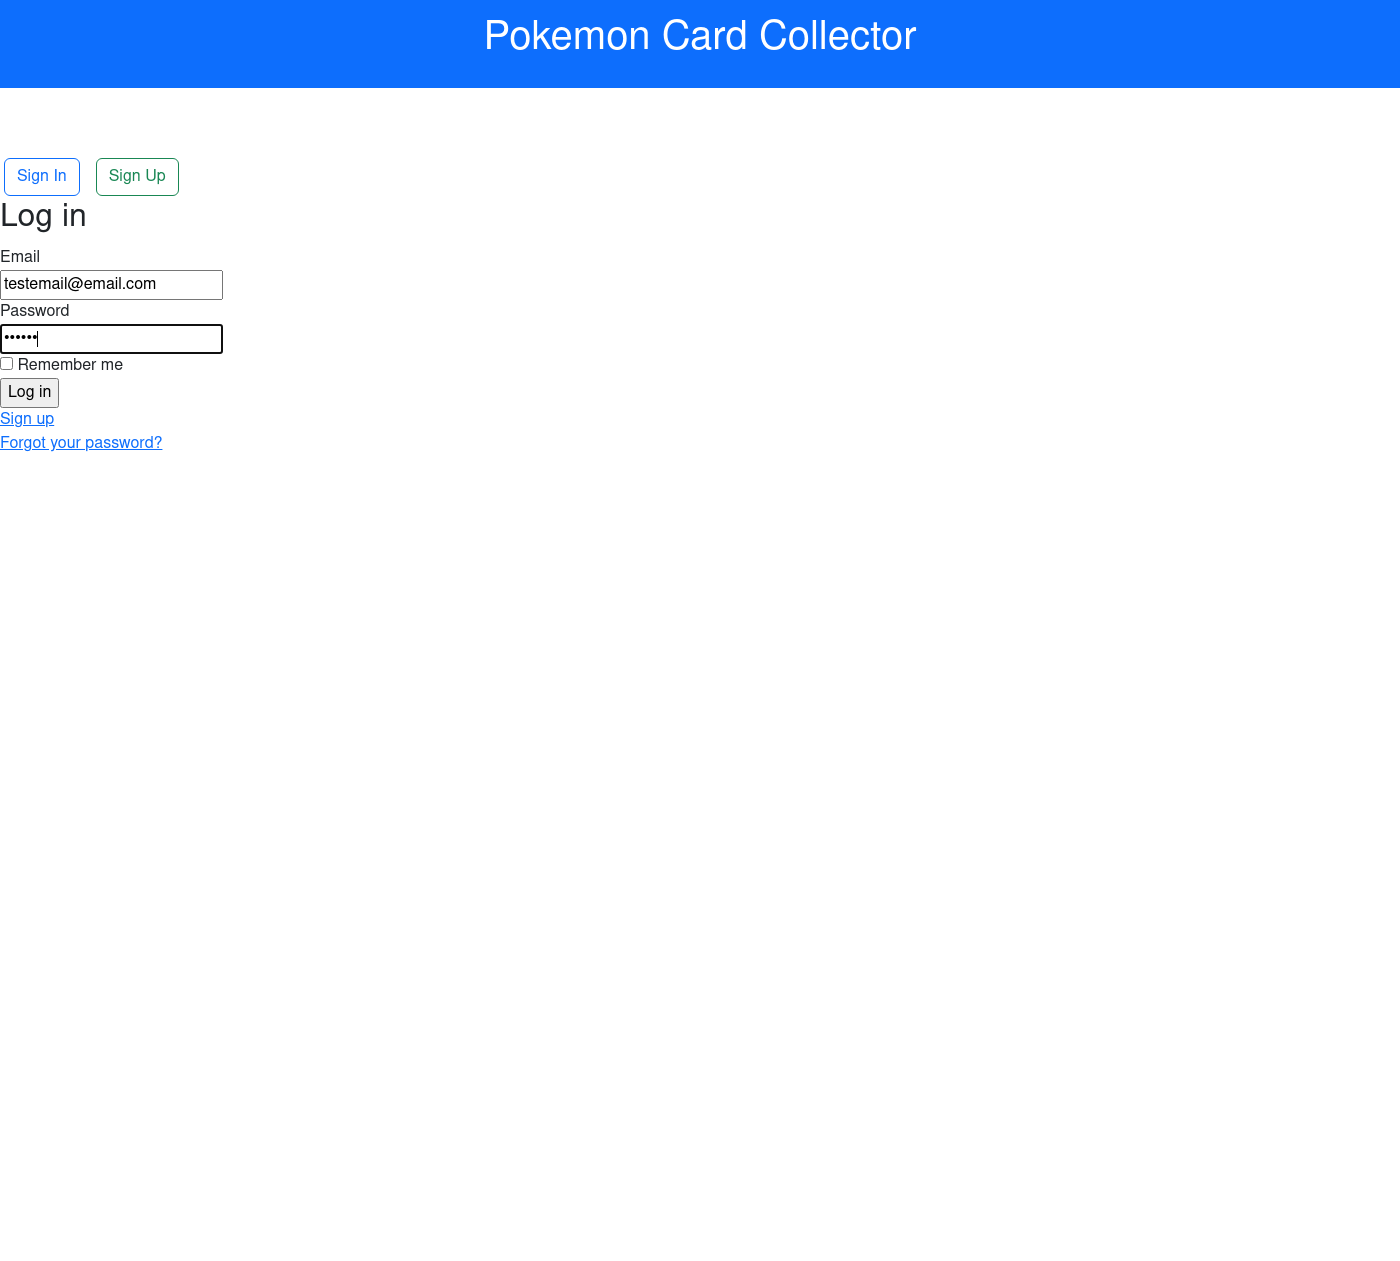 Pokemon Card Collector
Sign In Sign Up
Log in
Email
testemail@email.com
Password
••••••
Remember me
Log in
Sign up
Forgot your password?